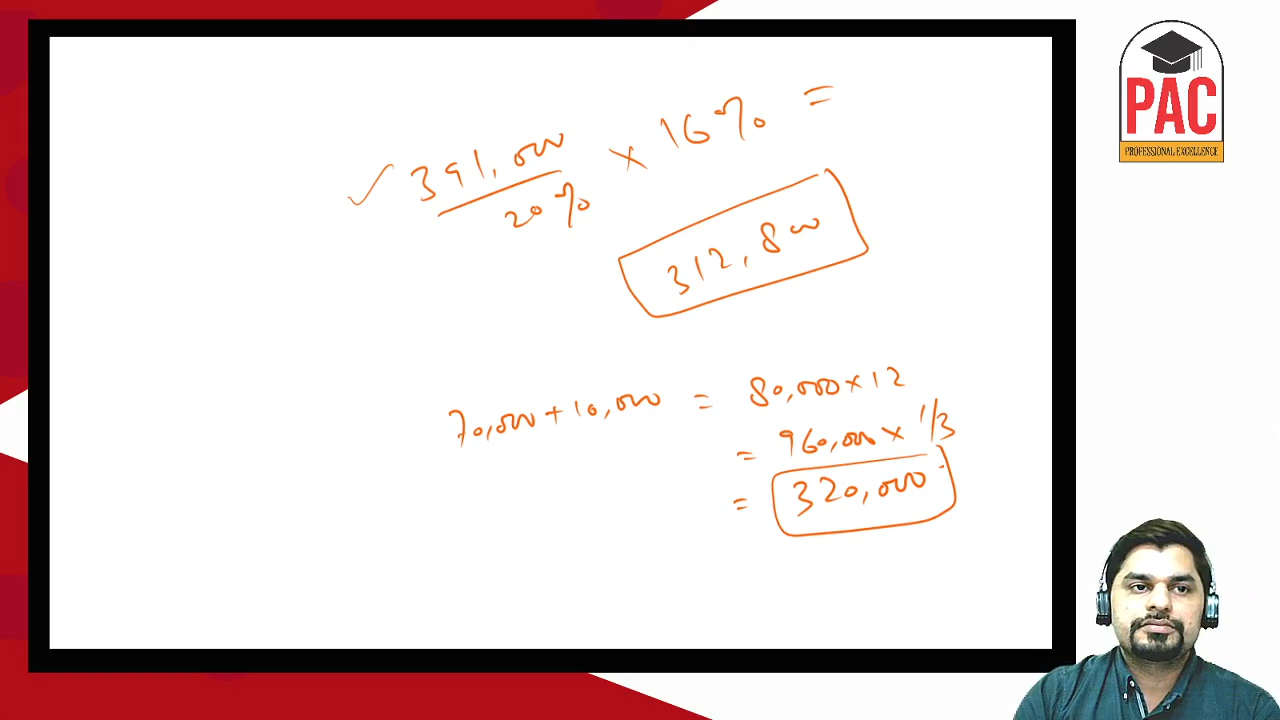 PAC
PROFESSIONAL EXCELLENCE
✓ 391,000 / 20% × 16% =
312,800
70,000 + 10,000 = 80,000 × 12
= 960,000 × 1/3
= 320,000